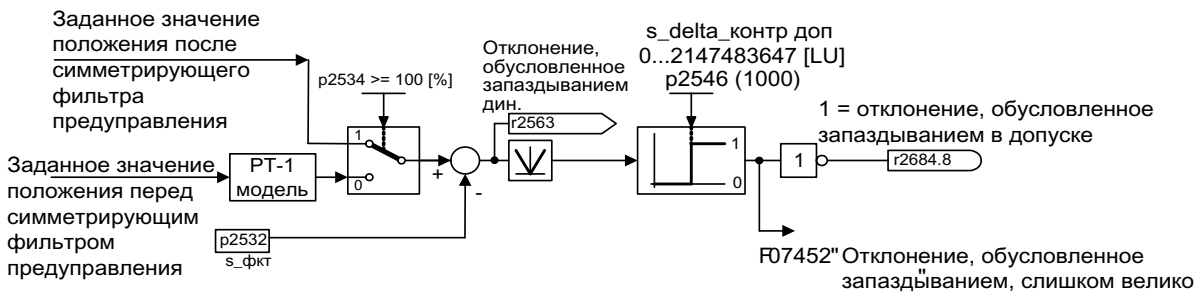 Заданное значение
положения после
симметрирующего
фильтра
предуправления
p2534 >= 100 [%]
Отклонение,
обусловленное
запаздыванием
дин.
r2563
s_delta_контр доп
0...2147483647 [LU]
p2546 (1000)
1 = отклонение, обусловленное
запаздыванием в допуске
r2684.8
1
0
1
0
1
+
-
Заданное значение
положения перед
симметрирующим
фильтром
предуправления
PT-1
модель
p2532
s_фкт
F07452"Отклонение, обусловленное
запаздыванием, слишком велико"